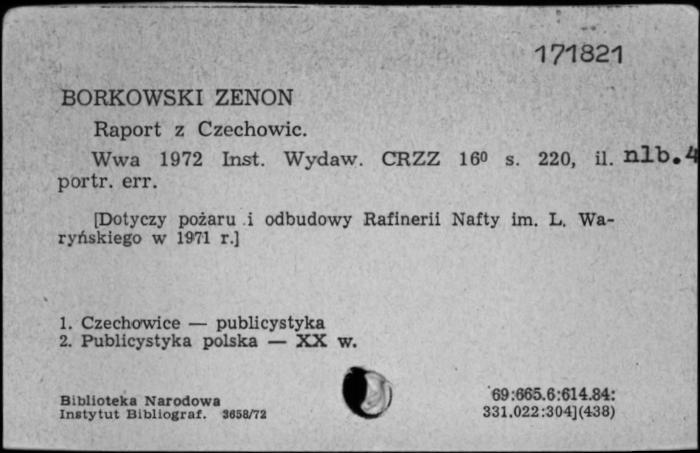 171821
BORKOWSKI ZENON
Raport z Czechowic.
Wwa 1972 Inst. Wydaw. CRZZ 16⁰ s. 220, il. nlb.4
portr. err.
[Dotyczy pożaru i odbudowy Rafinerii Nafty im. L. Wa-
ryńskiego w 1971 r.]
1. Czechowice — publicystyka
2. Publicystyka polska — XX w.
Biblioteka Narodowa
Instytut Bibliograf. 3658/72
69:665.6:614.84:
331.022:304](438)